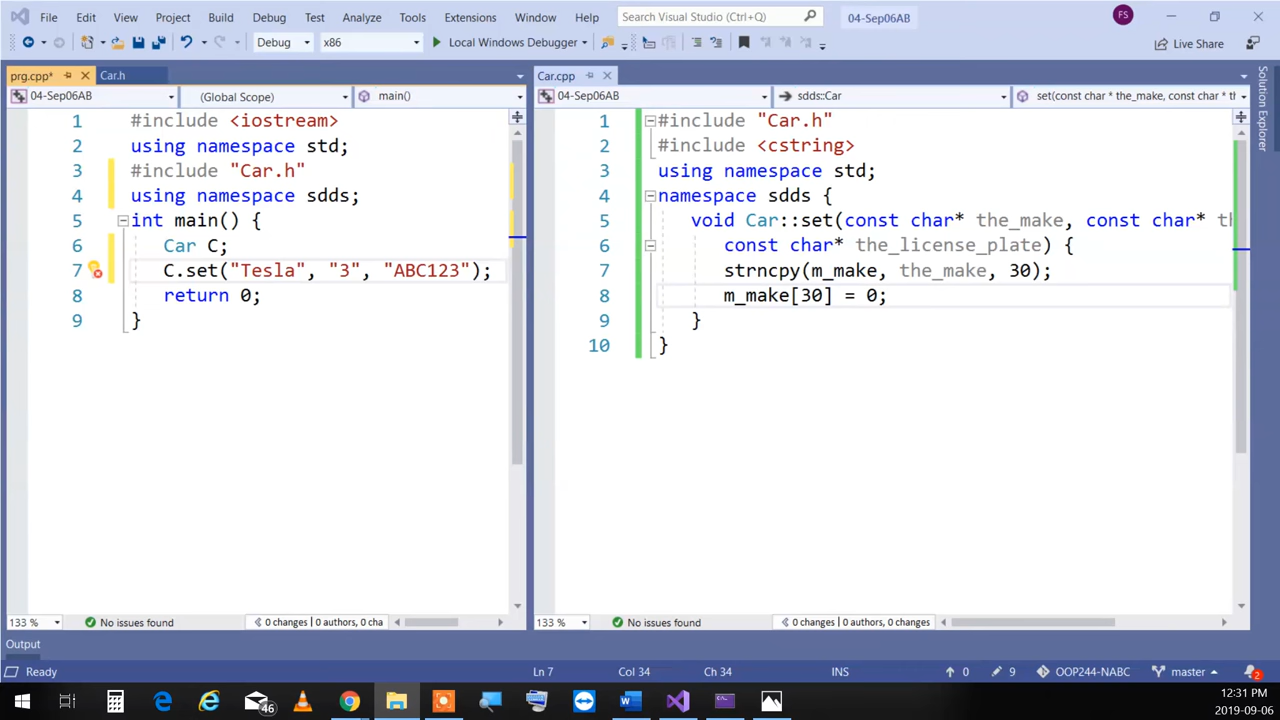 File Edit View Project Build Debug Test Analyze Tools Extensions Window Help Search Visual Studio (Ctrl+Q) 04-Sep06AB FS
Debug x86 Local Windows Debugger Live Share
prg.cpp* Car.h
04-Sep06AB (Global Scope) main()
1 #include <iostream>
2 using namespace std;
3 #include "Car.h"
4 using namespace sdds;
5 int main() {
6 Car C;
7 C.set("Tesla", "3", "ABC123");
8 return 0;
9 }
133 % No issues found 0 changes | 0 authors, 0 cha
Car.cpp
04-Sep06AB sdds::Car set(const char * the_make, const char * th
1 #include "Car.h"
2 #include <cstring>
3 using namespace std;
4 namespace sdds {
5 void Car::set(const char* the_make, const char* th
6 const char* the_license_plate) {
7 strncpy(m_make, the_make, 30);
8 m_make[30] = 0;
9 }
10 }
133 % No issues found 0 changes | 0 authors, 0 changes
Solution Explorer
Output
Ready Ln 7 Col 34 Ch 34 INS 0 9 OOP244-NABC master 2
46
12:31 PM
2019-09-06